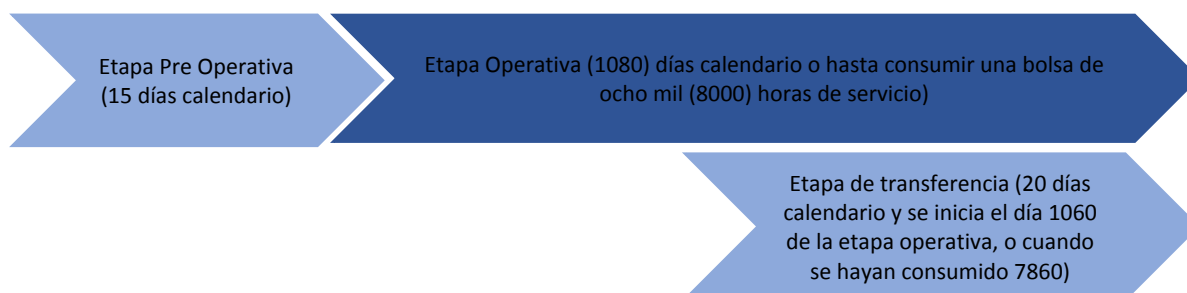 Etapa Pre Operativa
(15 días calendario)
Etapa Operativa (1080) días calendario o hasta consumir una bolsa de
ocho mil (8000) horas de servicio)
Etapa de transferencia (20 días
calendario y se inicia el día 1060
de la etapa operativa, o cuando
se hayan consumido 7860)